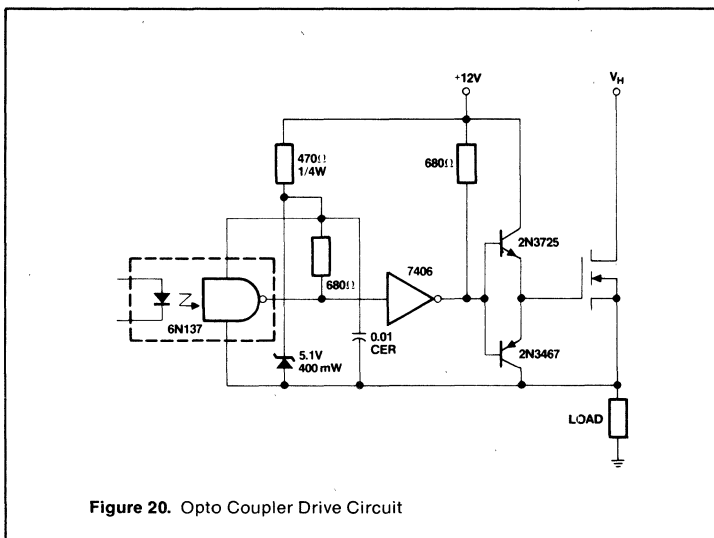 +12V
VH
470Ω
1/4W
680Ω
2N3725
7406
680Ω
6N137
0.01
CER
5.1V
400 mW
2N3467
LOAD
Figure 20. Opto Coupler Drive Circuit